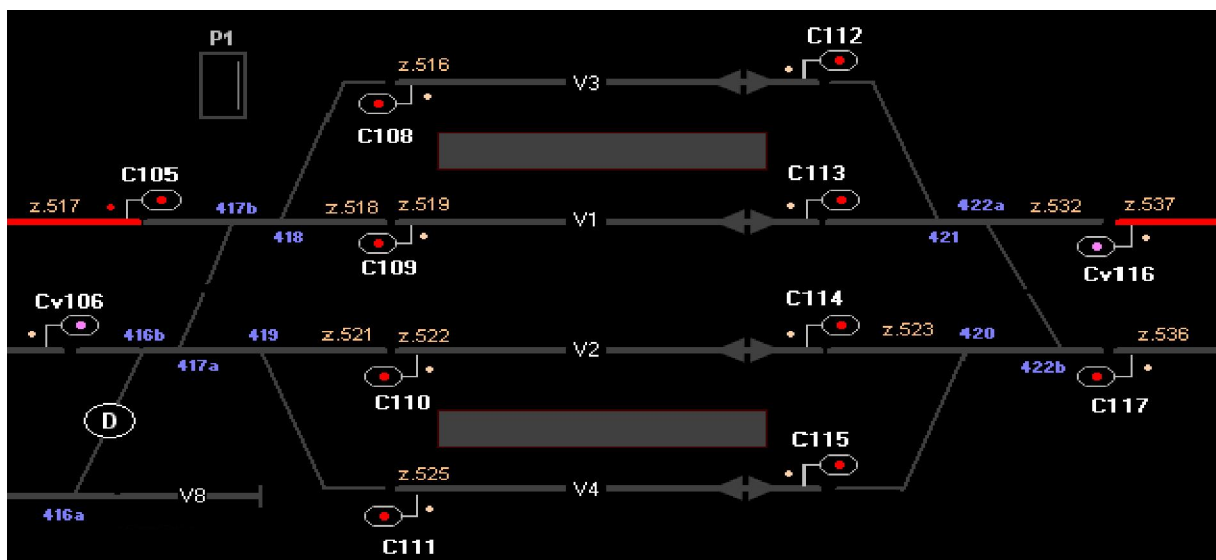 P1
C112
z.516
V3
C108
C105
C113
z.517
417b
z.518
z.519
V1
422a
z.532
z.537
418
421
C109
Cv116
Cv106
C114
416b
419
z.521
z.522
V2
z.523
420
z.536
417a
422b
C110
C117
D
C115
z.525
V8
V4
416a
C111